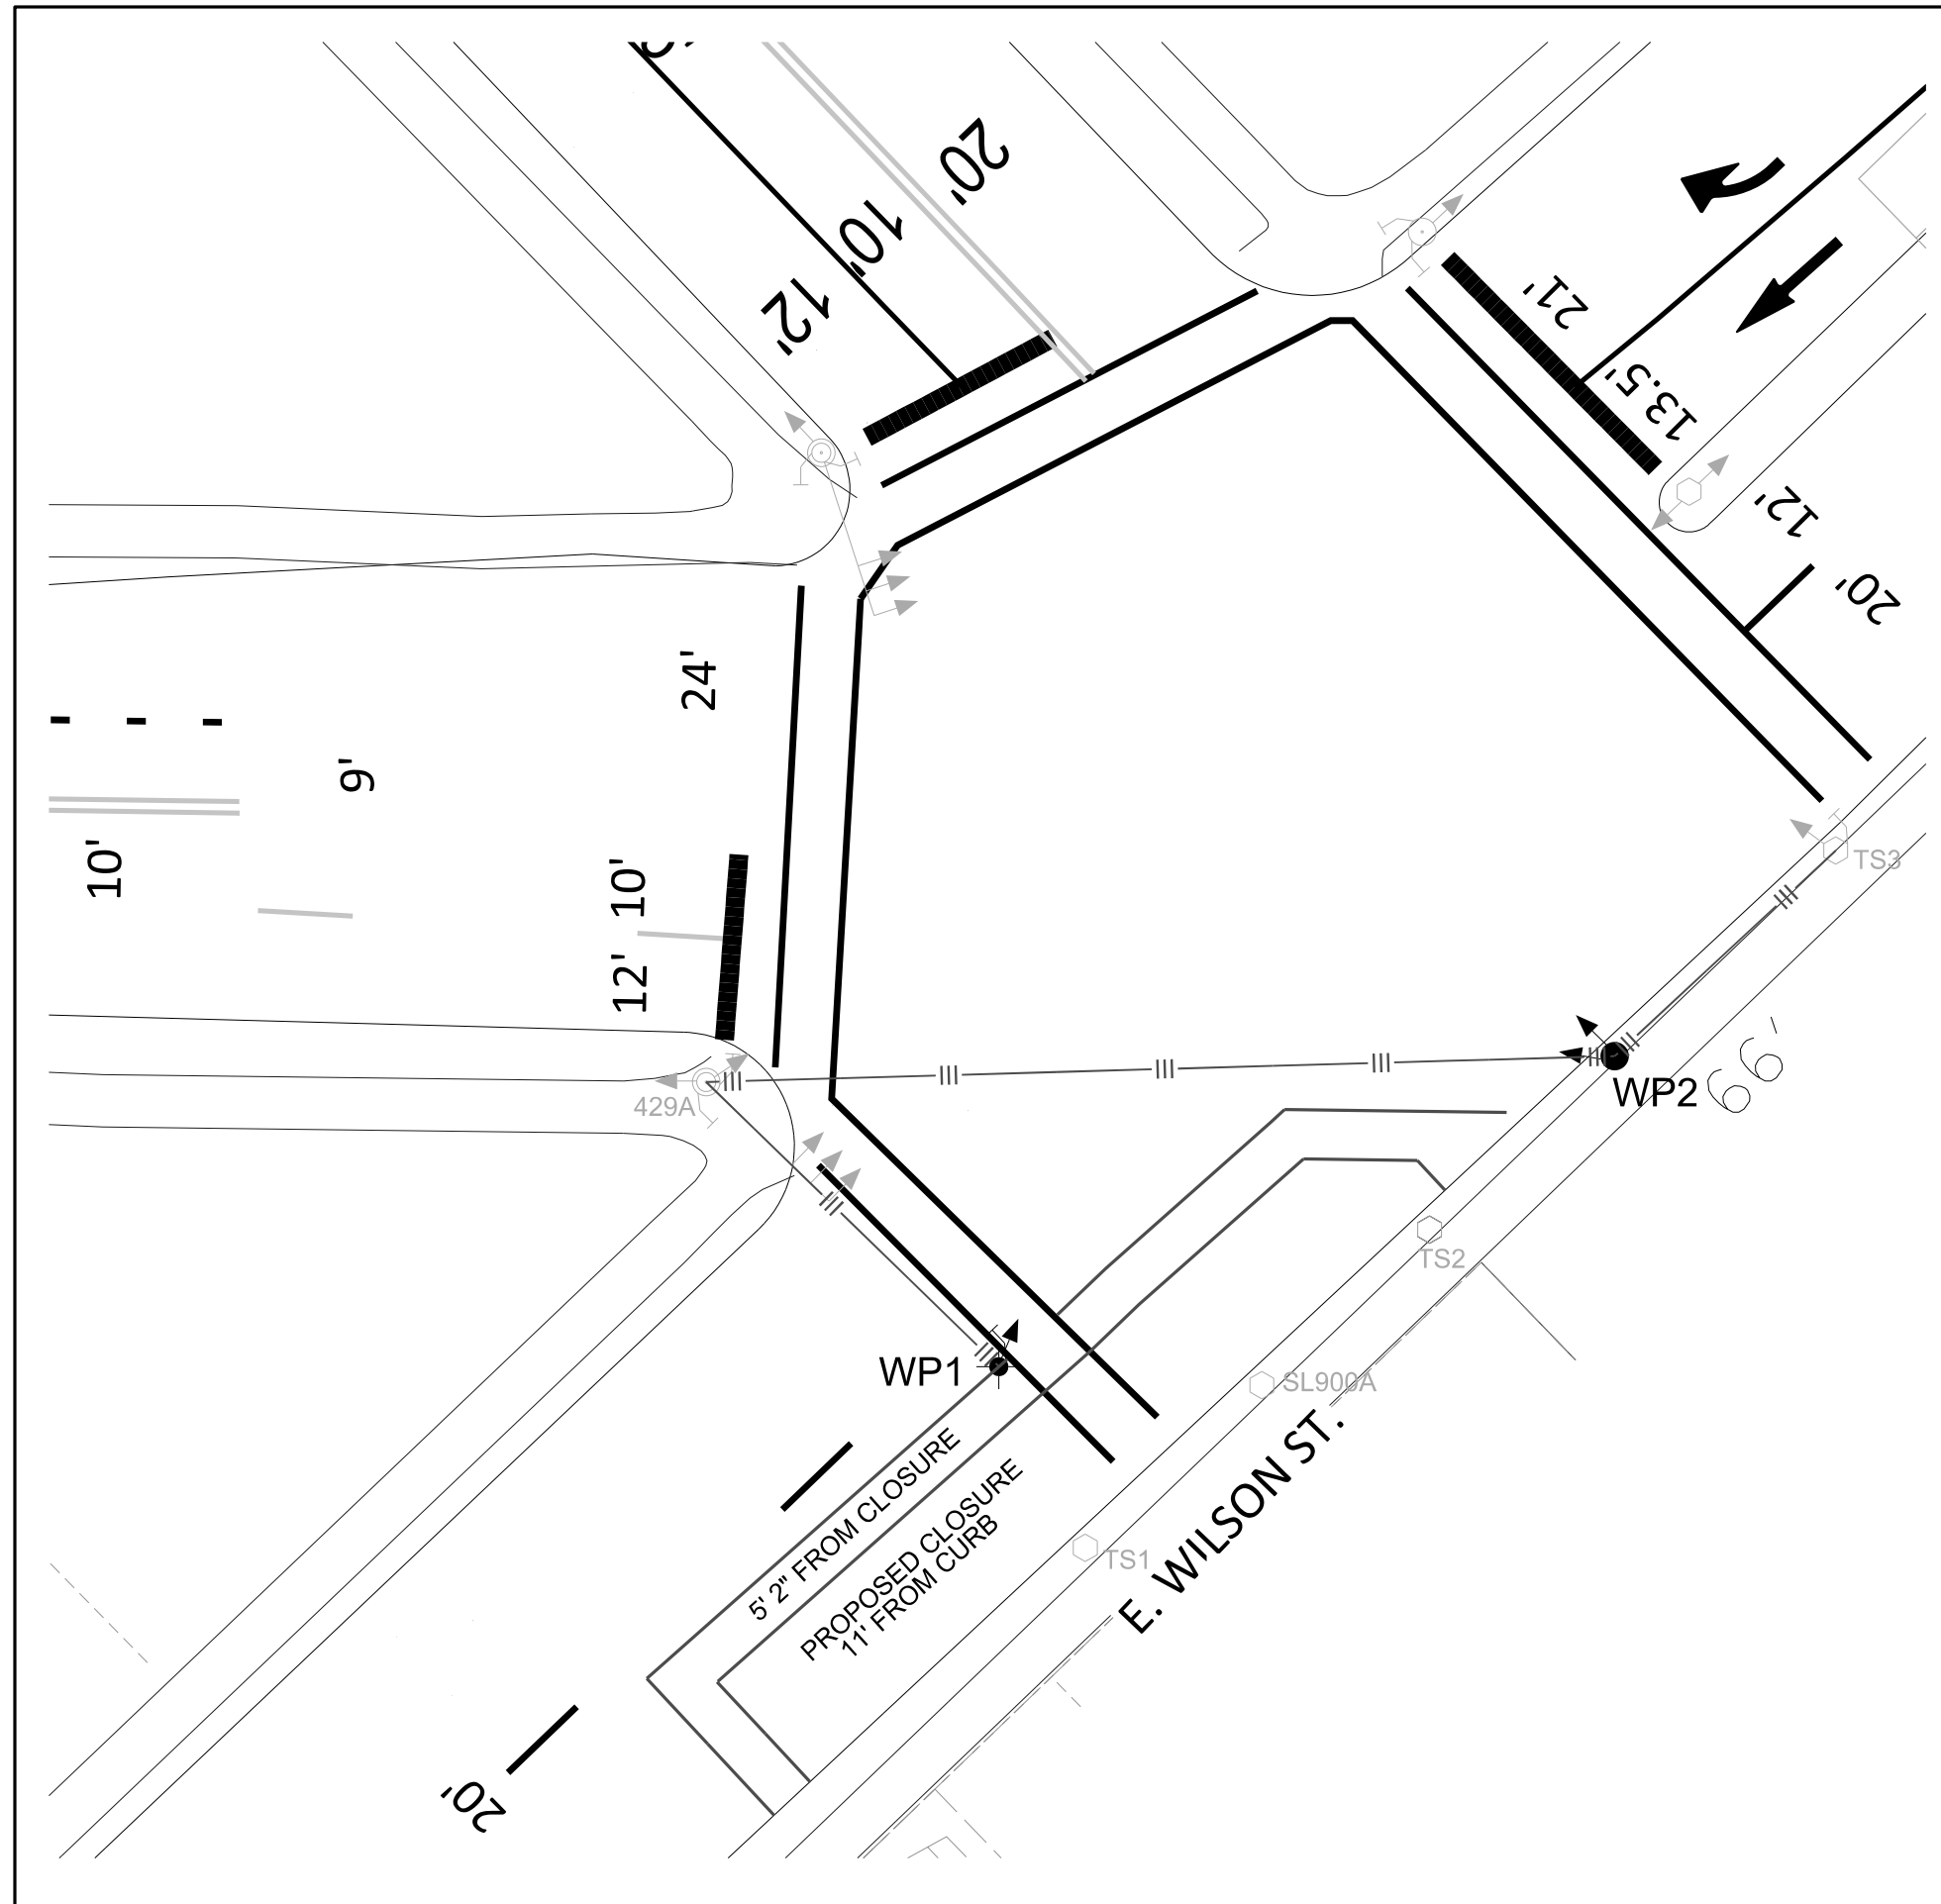 20'
10'
12'
21'
13.5'
12'
20'
24'
9'
10'
10'
12'
TS3
66'
WP2
429A
TS2
WP1
SL900A
5' 2" FROM CLOSURE
PROPOSED CLOSURE
11' FROM CURB
TS1
E. WILSON ST.
20'